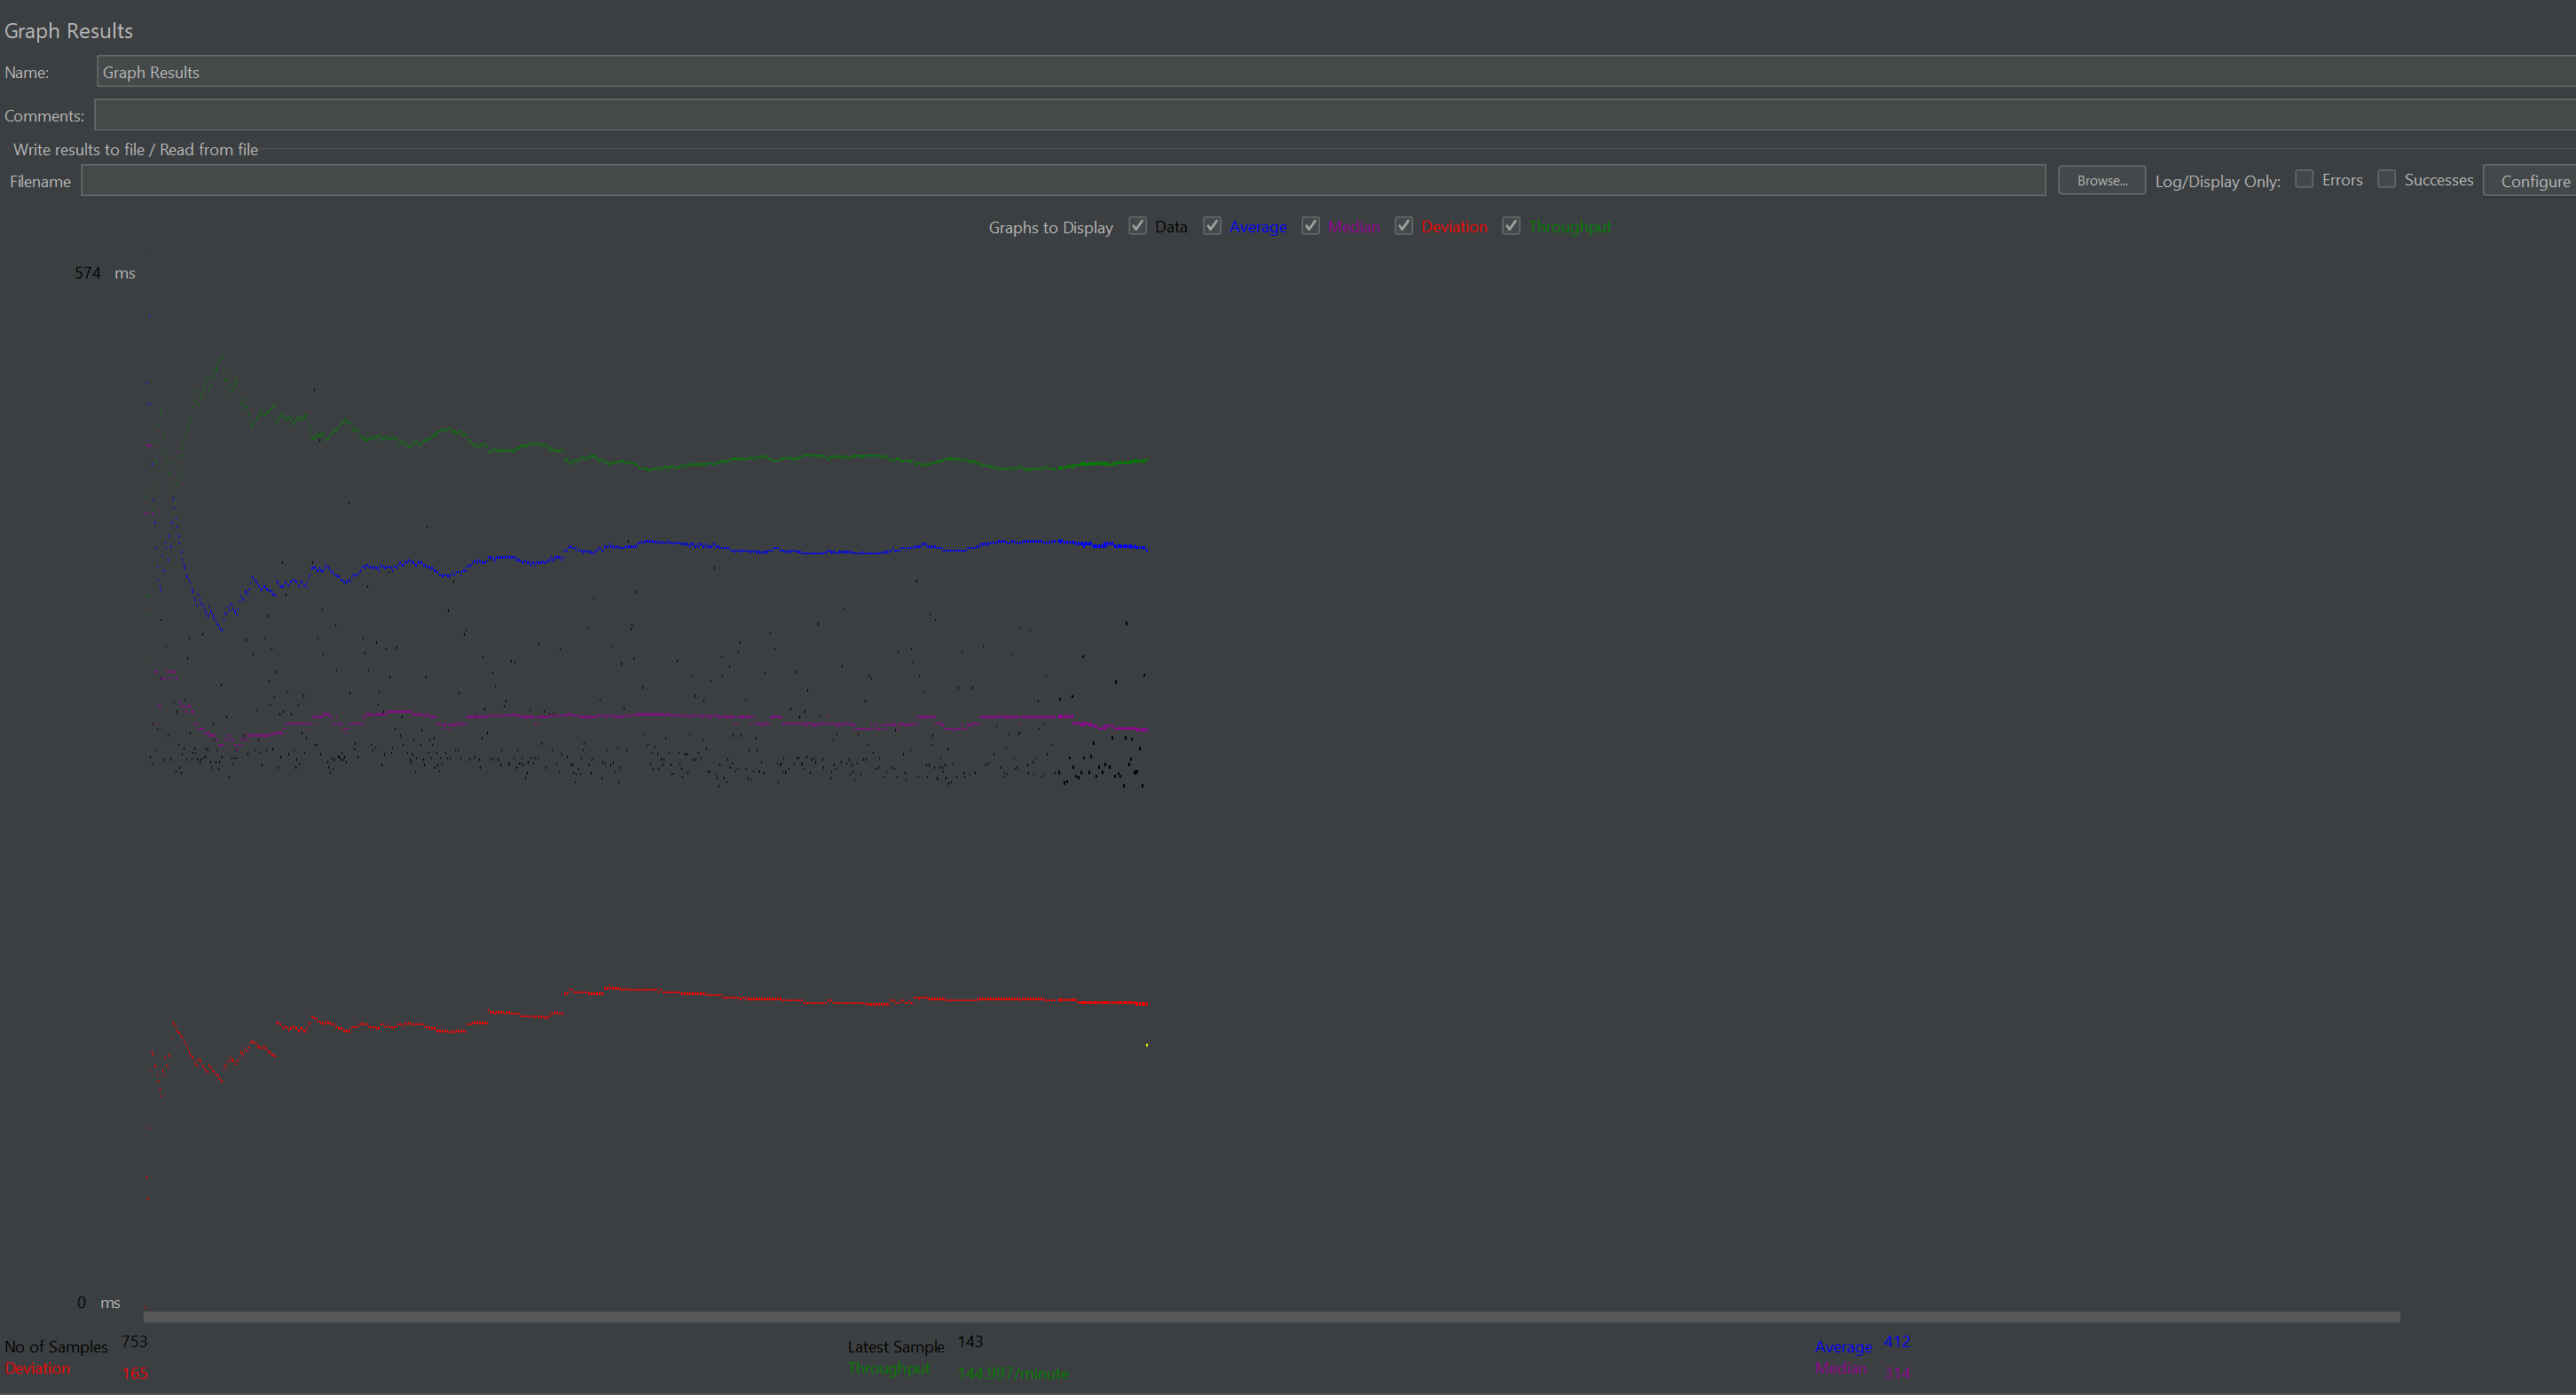 Graph Results
Name: Graph Results
Comments:
Write results to file / Read from file
Filename Browse... Log/Display Only: Errors Successes Configure
Graphs to Display Data Average Median Deviation Throughput
574 ms
0 ms
No of Samples 753 Latest Sample 143 Average 412
Deviation 165 Throughput 144.997/minute Median